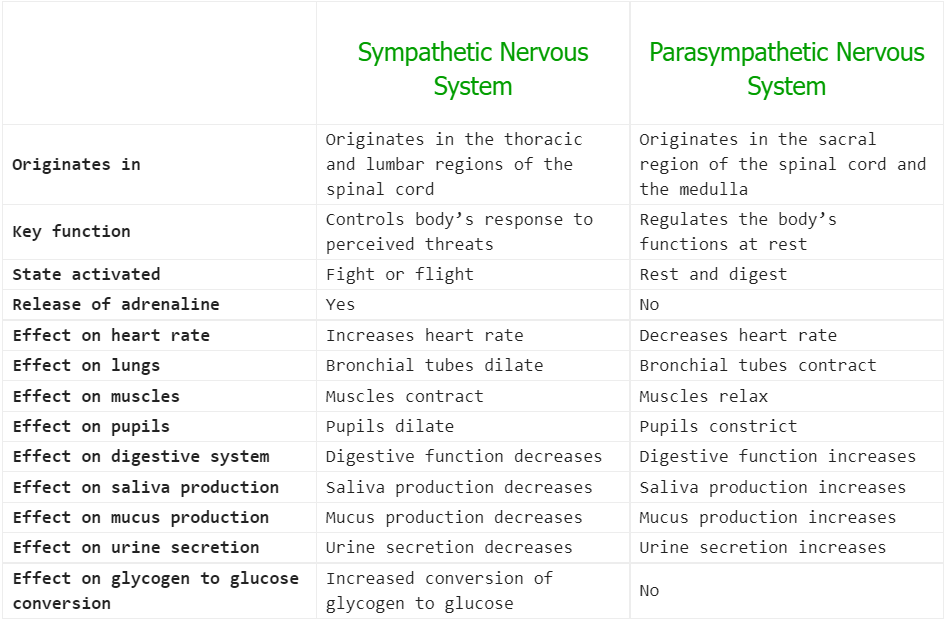 Sympathetic Nervous
System
Parasympathetic Nervous
System
Originates in
Originates in the thoracic
and lumbar regions of the
spinal cord
Originates in the sacral
region of the spinal cord and
the medulla
Key function
Controls body’s response to
perceived threats
Regulates the body’s
functions at rest
State activated
Fight or flight
Rest and digest
Release of adrenaline
Yes
No
Effect on heart rate
Increases heart rate
Decreases heart rate
Effect on lungs
Bronchial tubes dilate
Bronchial tubes contract
Effect on muscles
Muscles contract
Muscles relax
Effect on pupils
Pupils dilate
Pupils constrict
Effect on digestive system
Digestive function decreases
Digestive function increases
Effect on saliva production
Saliva production decreases
Saliva production increases
Effect on mucus production
Mucus production decreases
Mucus production increases
Effect on urine secretion
Urine secretion decreases
Urine secretion increases
Effect on glycogen to glucose
conversion
Increased conversion of
glycogen to glucose
No